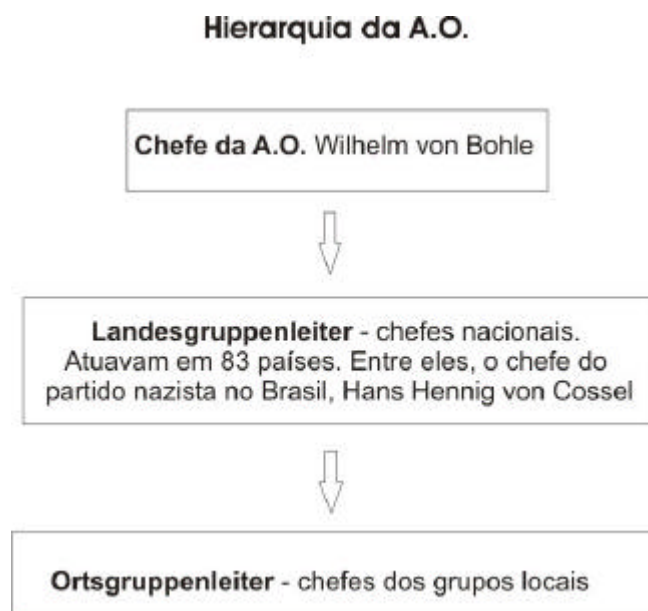 Hierarquia da A.O.
Chefe da A.O. Wilhelm von Bohle
Landesgruppenleiter - chefes nacionais.
Atuavam em 83 países. Entre eles, o chefe do
partido nazista no Brasil, Hans Hennig von Cossel
Ortsgruppenleiter - chefes dos grupos locais